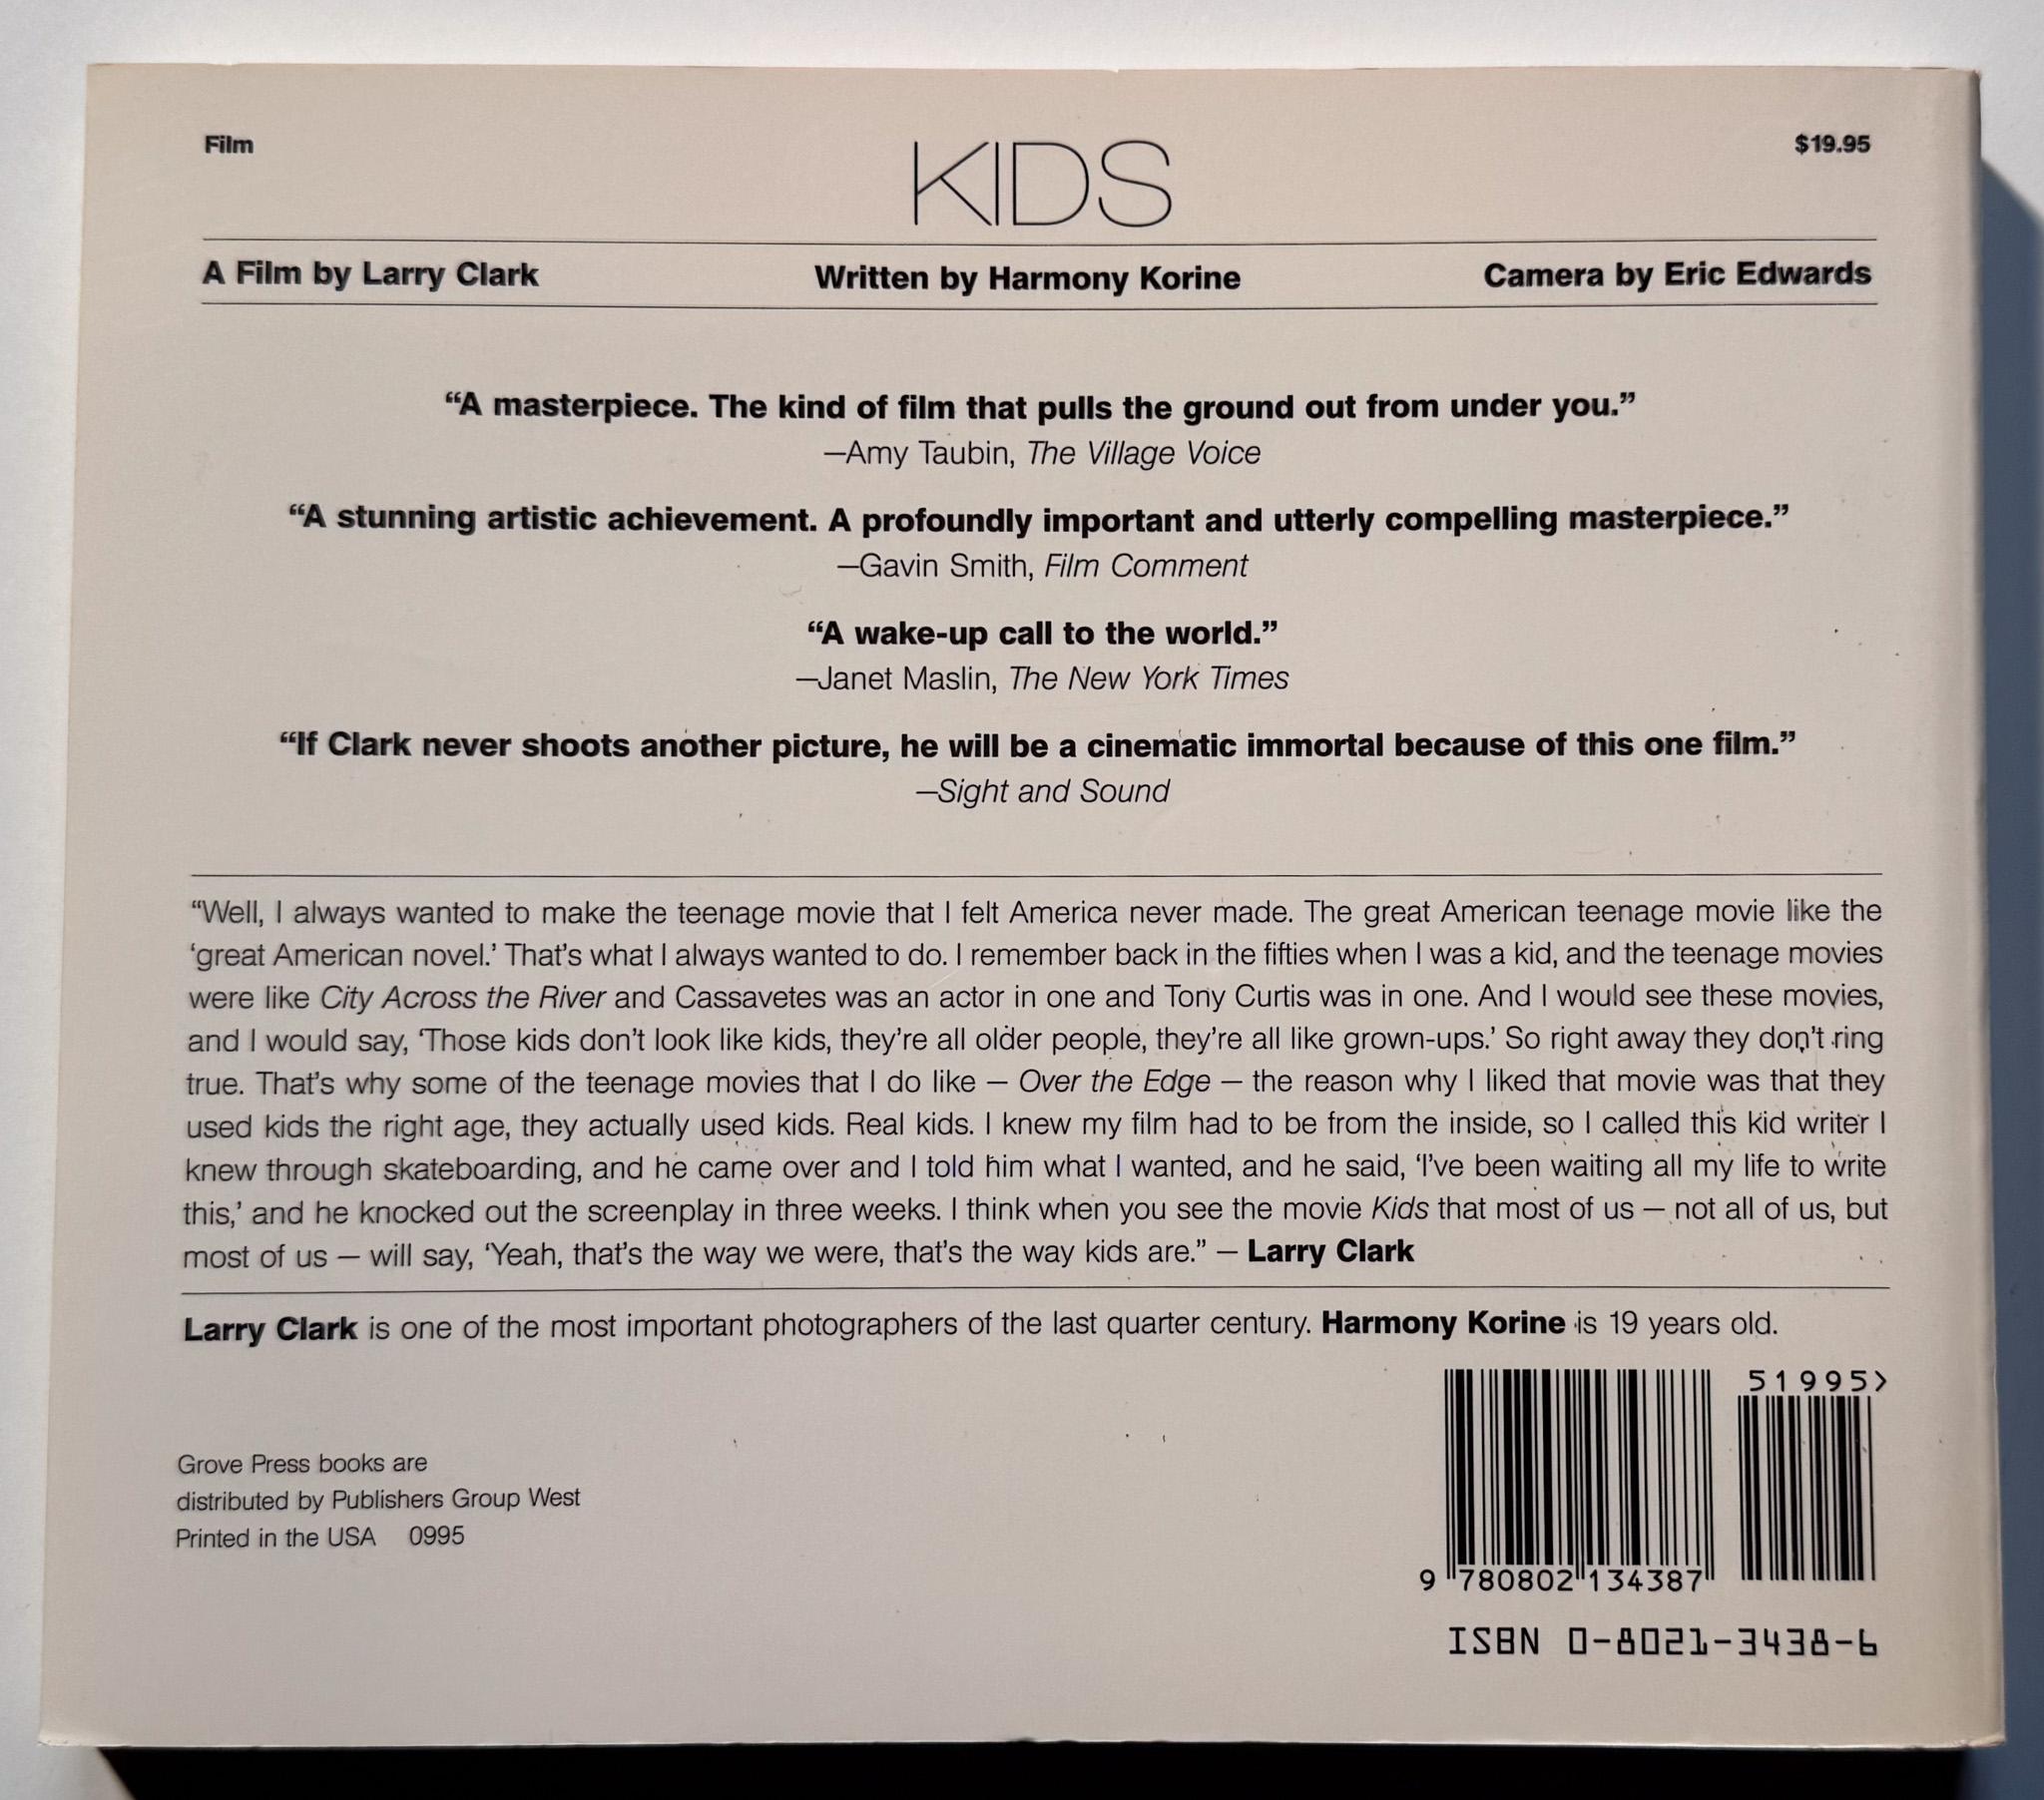 Film
KIDS
$19.95
A Film by Larry Clark
Written by Harmony Korine
Camera by Eric Edwards
“A masterpiece. The kind of film that pulls the ground out from under you.”
—Amy Taubin, The Village Voice
“A stunning artistic achievement. A profoundly important and utterly compelling masterpiece.”
—Gavin Smith, Film Comment
“A wake-up call to the world.”
—Janet Maslin, The New York Times
“If Clark never shoots another picture, he will be a cinematic immortal because of this one film.”
—Sight and Sound
“Well, I always wanted to make the teenage movie that I felt America never made. The great American teenage movie like the
‘great American novel.’ That’s what I always wanted to do. I remember back in the fifties when I was a kid, and the teenage movies
were like City Across the River and Cassavetes was an actor in one and Tony Curtis was in one. And I would see these movies,
and I would say, ‘Those kids don’t look like kids, they’re all older people, they’re all like grown-ups.’ So right away they don’t ring
true. That’s why some of the teenage movies that I do like — Over the Edge — the reason why I liked that movie was that they
used kids the right age, they actually used kids. Real kids. I knew my film had to be from the inside, so I called this kid writer I
knew through skateboarding, and he came over and I told him what I wanted, and he said, ‘I’ve been waiting all my life to write
this,’ and he knocked out the screenplay in three weeks. I think when you see the movie Kids that most of us — not all of us, but
most of us — will say, ‘Yeah, that’s the way we were, that’s the way kids are.” — Larry Clark
Larry Clark is one of the most important photographers of the last quarter century. Harmony Korine is 19 years old.
51995>
Grove Press books are
distributed by Publishers Group West
Printed in the USA 0995
9 780802 134387
ISBN 0-8021-3438-6